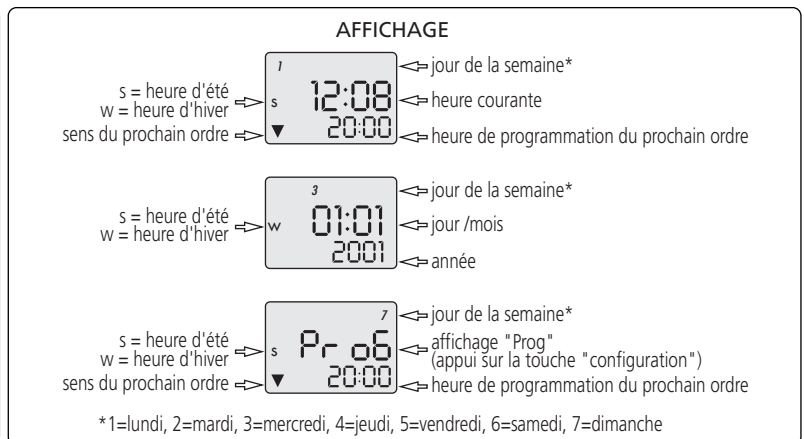 AFFICHAGE
1 jour de la semaine*
s = heure d'été
w = heure d'hiver s 12:08 heure courante
sens du prochain ordre ▼ 20:00 heure de programmation du prochain ordre
3 jour de la semaine*
s = heure d'été
w = heure d'hiver w 01:01 jour /mois
2001 année
7 jour de la semaine*
s = heure d'été
w = heure d'hiver s Pr o6 affichage "Prog"
(appui sur la touche "configuration")
sens du prochain ordre ▼ 20:00 heure de programmation du prochain ordre
*1=lundi, 2=mardi, 3=mercredi, 4=jeudi, 5=vendredi, 6=samedi, 7=dimanche